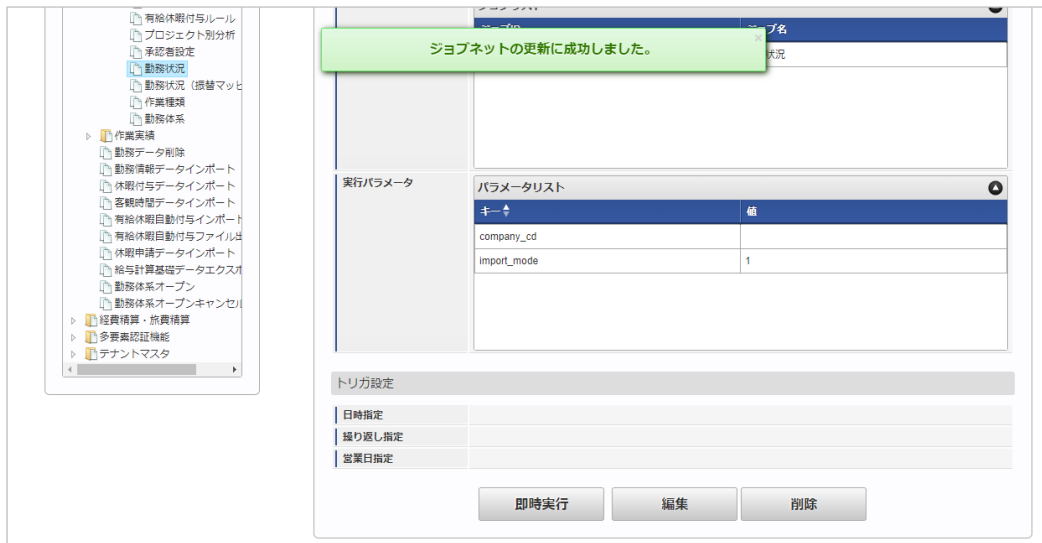 有給休暇付与ルール
プロジェクト別分析
承認者設定
勤務状況
勤務状況（振替マッピ
作業種類
勤務体系
作業実績
勤務データ削除
勤務情報データインポート
休暇付与データインポート
客観時間データインポート
有給休暇自動付与インポート
有給休暇自動付与ファイル出
休暇申請データインポート
給与計算基礎データエクスポ
勤務体系オープン
勤務体系オープンキャンセル
経費精算・旅費精算
多要素認証機能
テナントマスタ
ジョブネットの更新に成功しました。
×
実行パラメータ
パラメータリスト
キー 値
company_cd
import_mode 1
トリガ設定
日時指定
繰り返し指定
営業日指定
即時実行 編集 削除